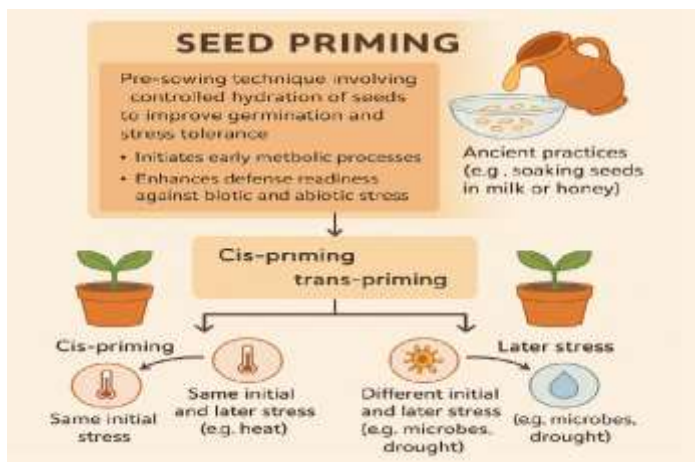 SEED PRIMING
Pre-sowing technique involving
controlled hydration of seeds
to improve germination and
stress tolerance
• Initiates early metbolic processes
• Enhances defense readiness
against biotic and abiotic stress
Ancient practices
(e.g., soaking seeds
in milk or honey)
Cis-priming
trans-priming
Cis-priming
Same initial
stress
Same initial
and later stress
(e.g. heat)
Different initial
and later stress
(e.g. microbes,
drought)
Later stress
(e.g. microbes,
drought)